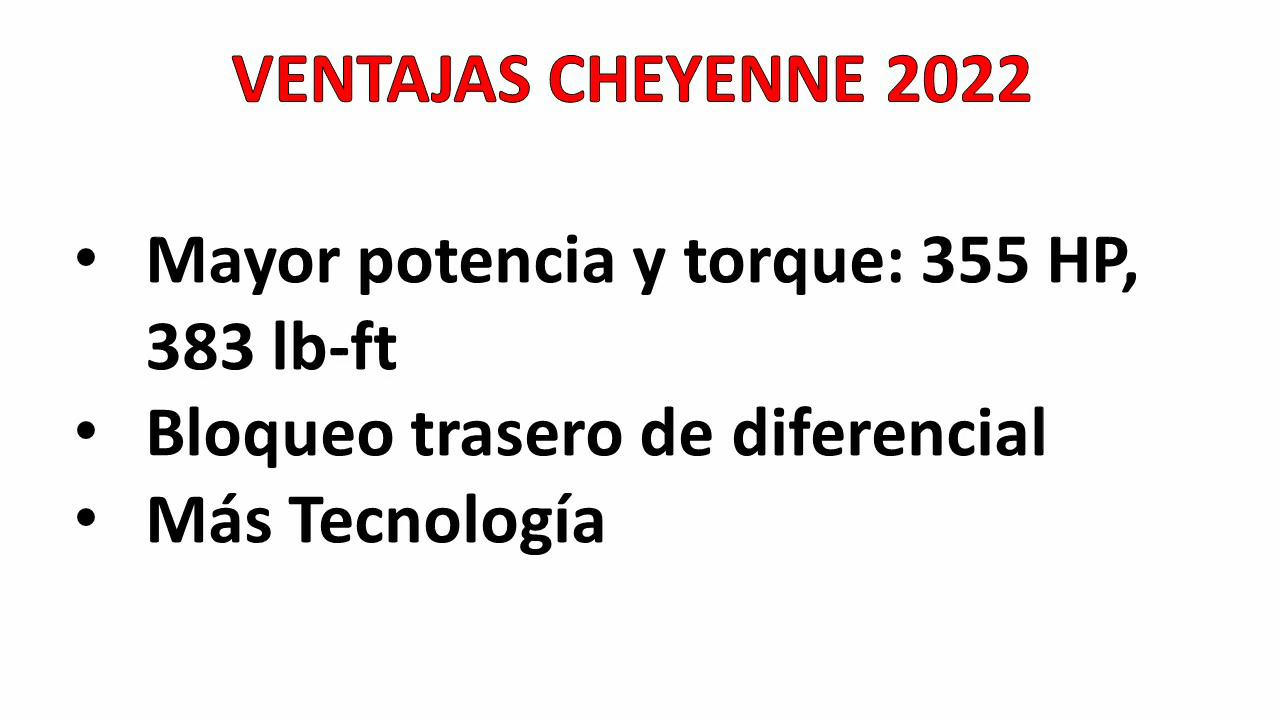 VENTAJAS CHEYENNE 2022
• Mayor potencia y torque: 355 HP,
383 lb-ft
• Bloqueo trasero de diferencial
• Más Tecnología